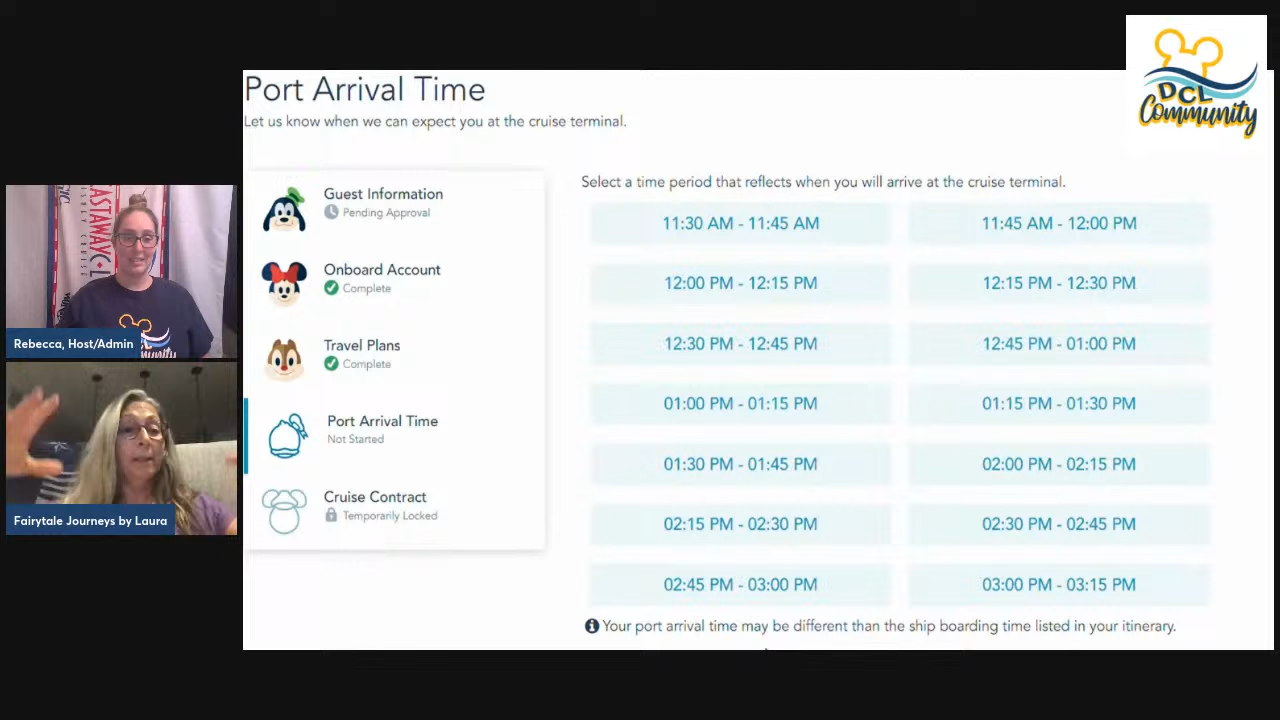 DCL
Community
Port Arrival Time
Let us know when we can expect you at the cruise terminal.
Guest Information
Pending Approval
Onboard Account
Complete
Travel Plans
Complete
Port Arrival Time
Not Started
Cruise Contract
Temporarily Locked
Select a time period that reflects when you will arrive at the cruise terminal.
11:30 AM - 11:45 AM
11:45 AM - 12:00 PM
12:00 PM - 12:15 PM
12:15 PM - 12:30 PM
12:30 PM - 12:45 PM
12:45 PM - 01:00 PM
01:00 PM - 01:15 PM
01:15 PM - 01:30 PM
01:30 PM - 01:45 PM
02:00 PM - 02:15 PM
02:15 PM - 02:30 PM
02:30 PM - 02:45 PM
02:45 PM - 03:00 PM
03:00 PM - 03:15 PM
Your port arrival time may be different than the ship boarding time listed in your itinerary.
Rebecca, Host/Admin
Fairytale Journeys by Laura